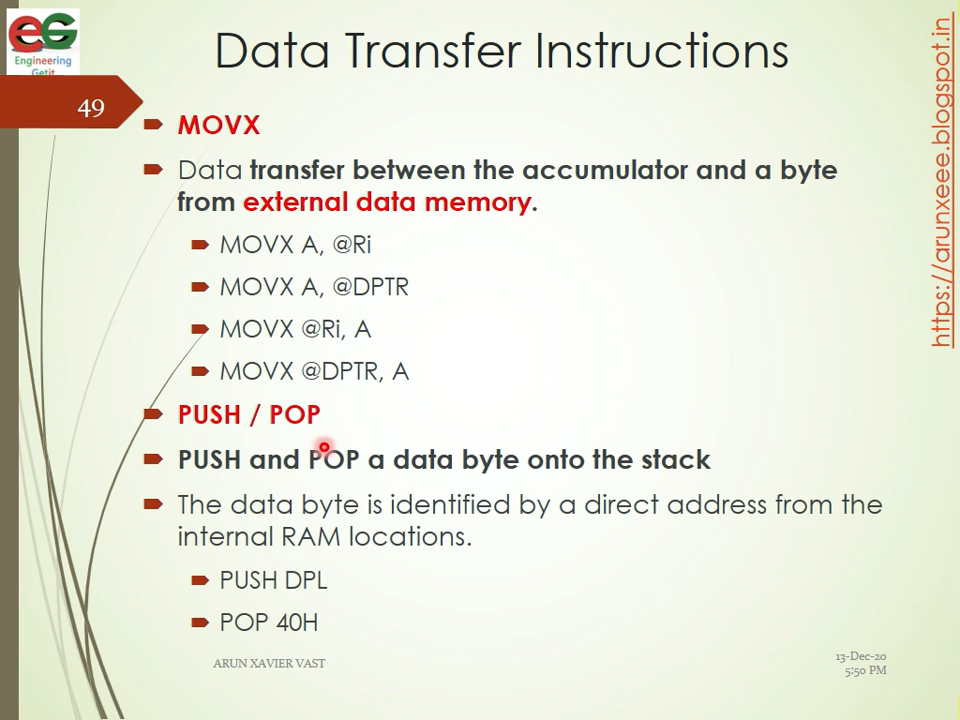 EG
Engineering
Getit
Data Transfer Instructions
49
MOVX
Data transfer between the accumulator and a byte
from external data memory.
MOVX A, @Ri
MOVX A, @DPTR
MOVX @Ri, A
MOVX @DPTR, A
PUSH / POP
PUSH and POP a data byte onto the stack
The data byte is identified by a direct address from the
internal RAM locations.
PUSH DPL
POP 40H
ARUN XAVIER VAST
13-Dec-20
5:50 PM
https://arunxeee.blogspot.in